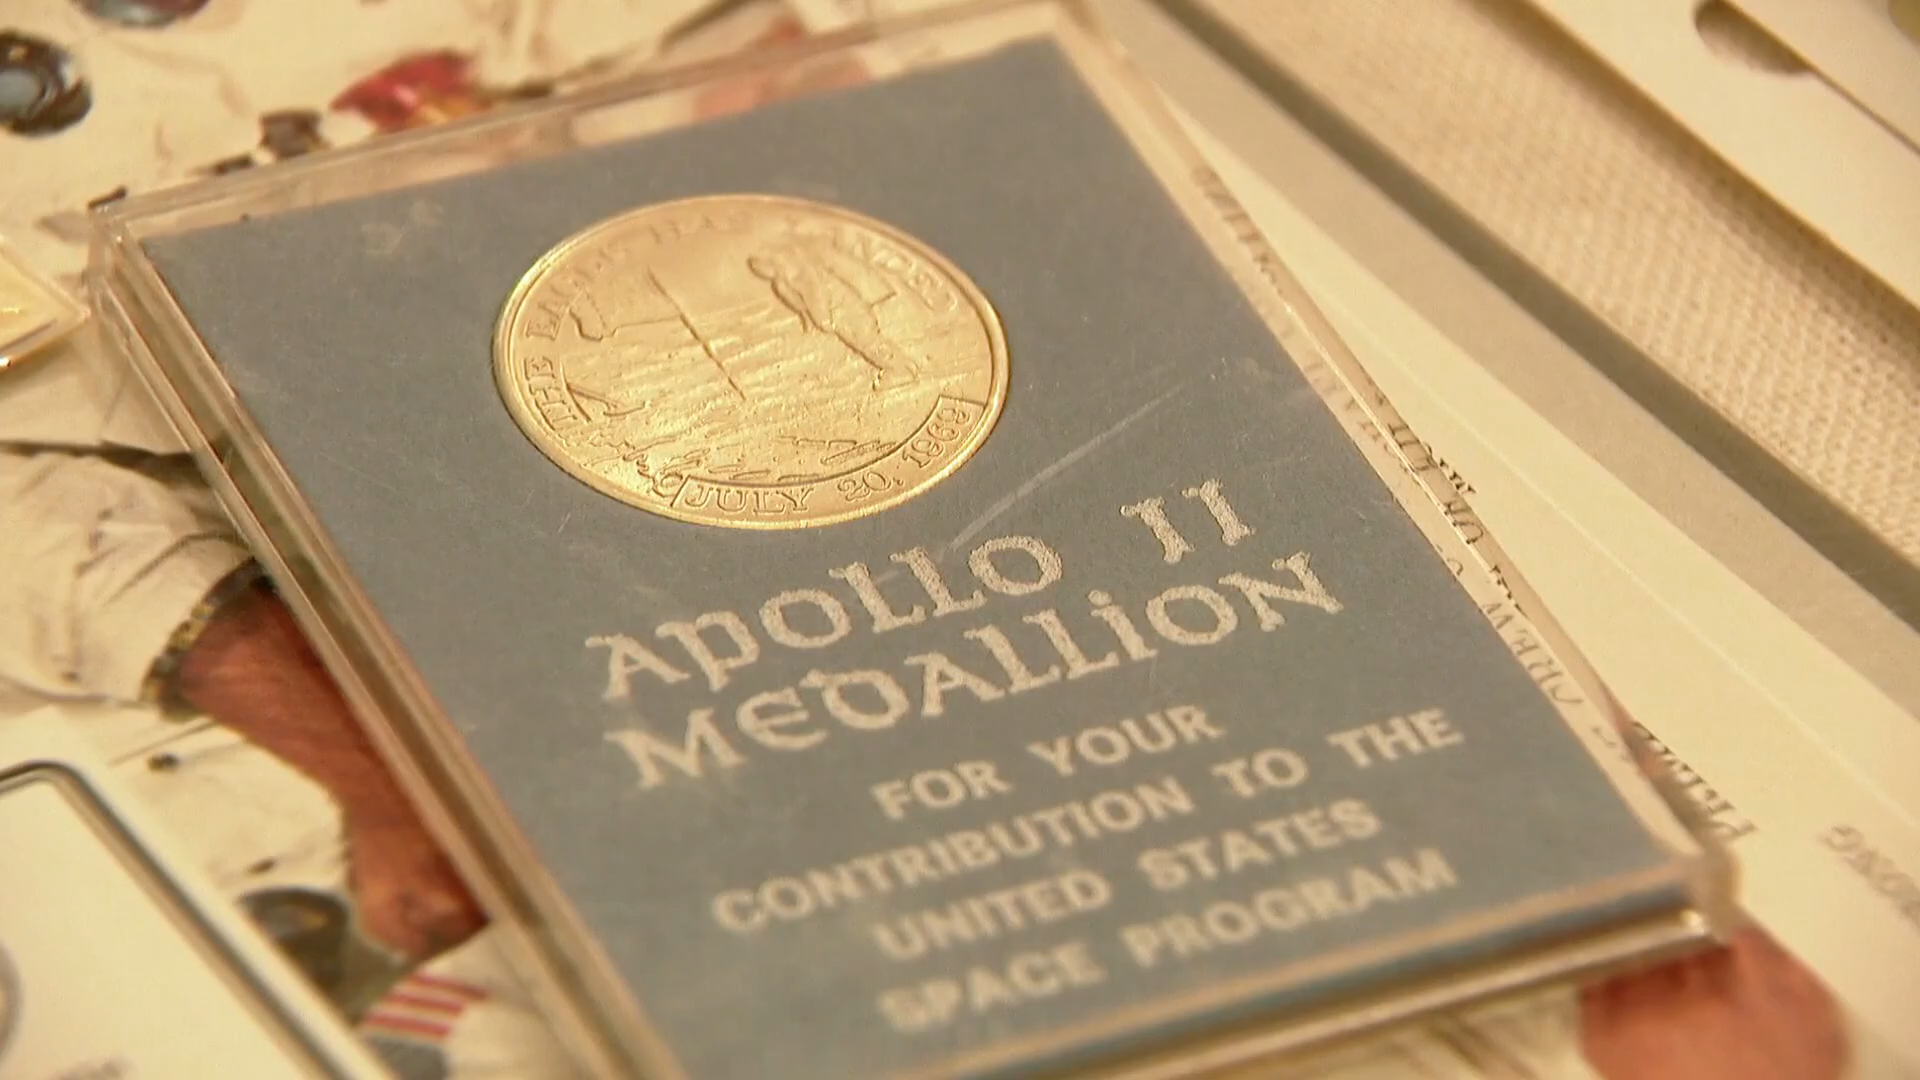 THE EAGLE HAS LANDED
JULY 20, 1969
APOLLO 11
MEDALLION
FOR YOUR
CONTRIBUTION TO THE
UNITED STATES
SPACE PROGRAM